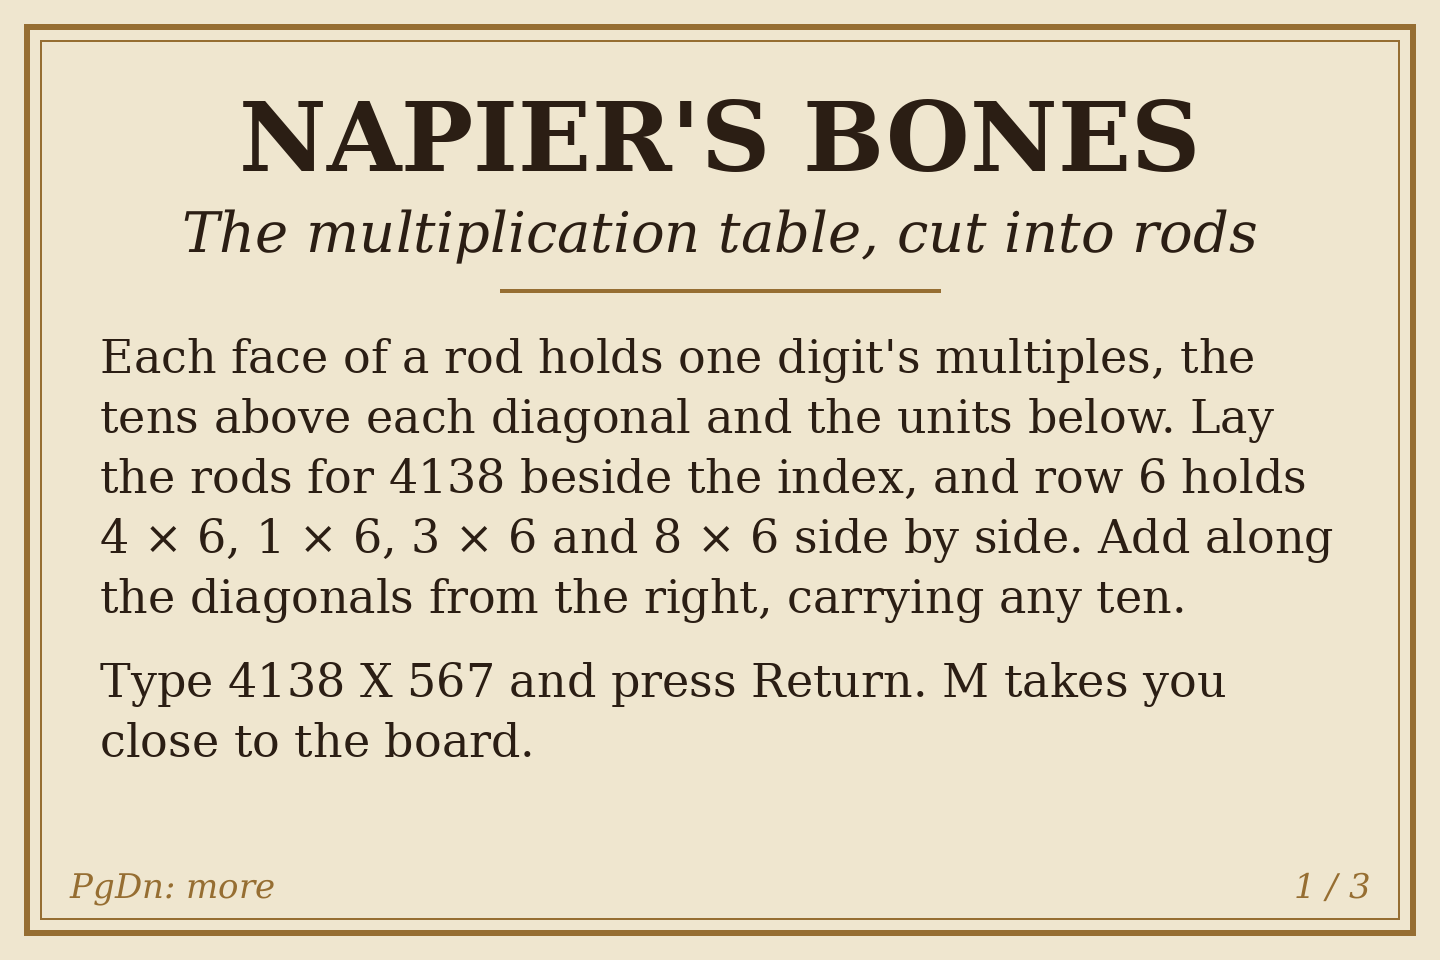 NAPIER'S BONES
The multiplication table, cut into rods
Each face of a rod holds one digit's multiples, the
tens above each diagonal and the units below. Lay
the rods for 4138 beside the index, and row 6 holds
4 × 6, 1 × 6, 3 × 6 and 8 × 6 side by side. Add along
the diagonals from the right, carrying any ten.
Type 4138 X 567 and press Return. M takes you
close to the board.
PgDn: more
1 / 3